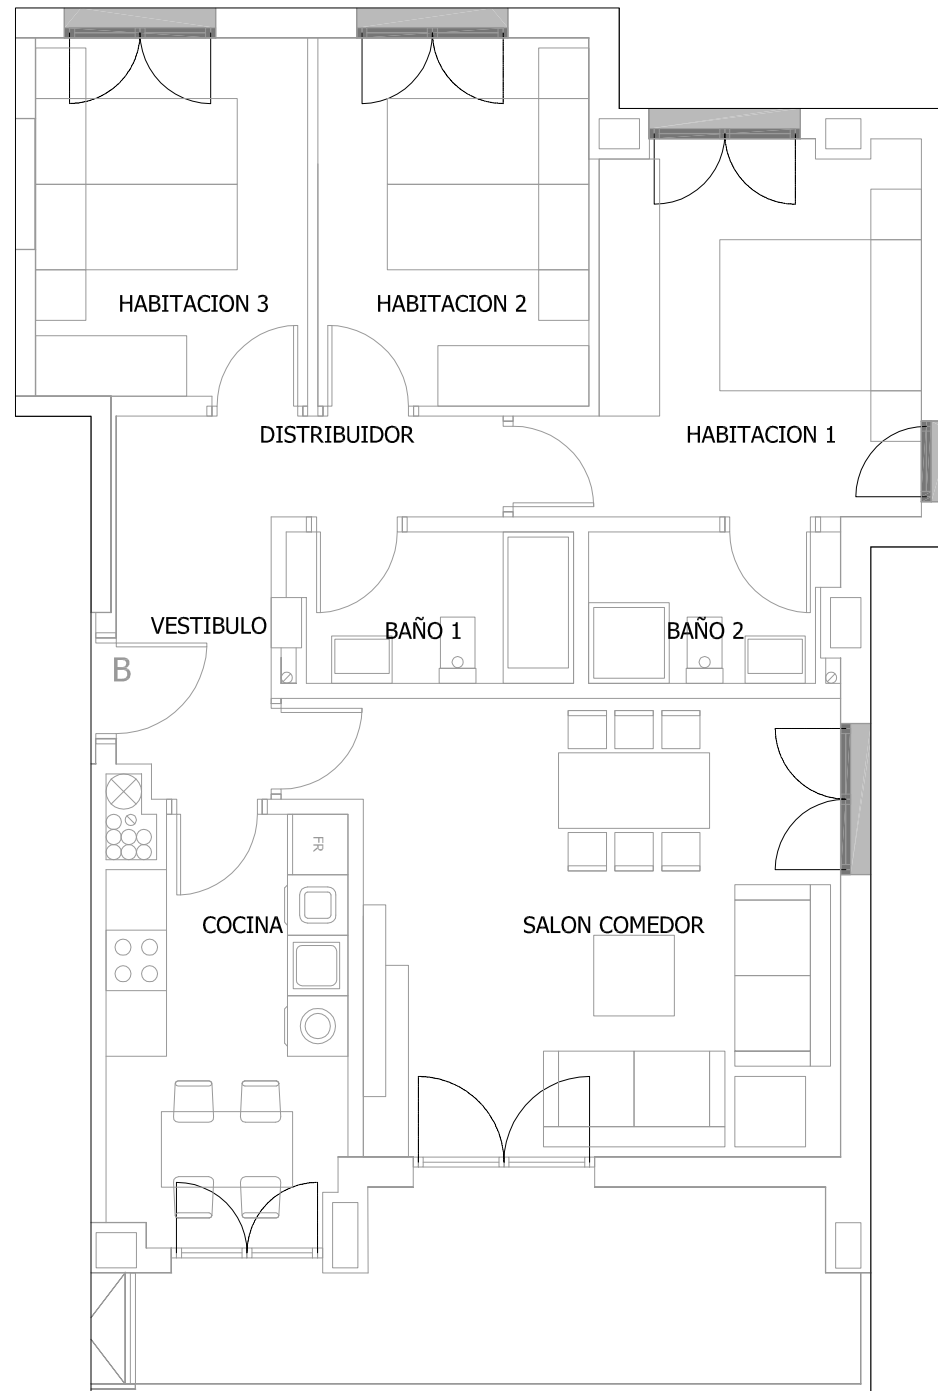 HABITACION 3
HABITACION 2
DISTRIBUIDOR
HABITACION 1
VESTIBULO
BAÑO 1
BAÑO 2
B
FR
COCINA
SALON COMEDOR